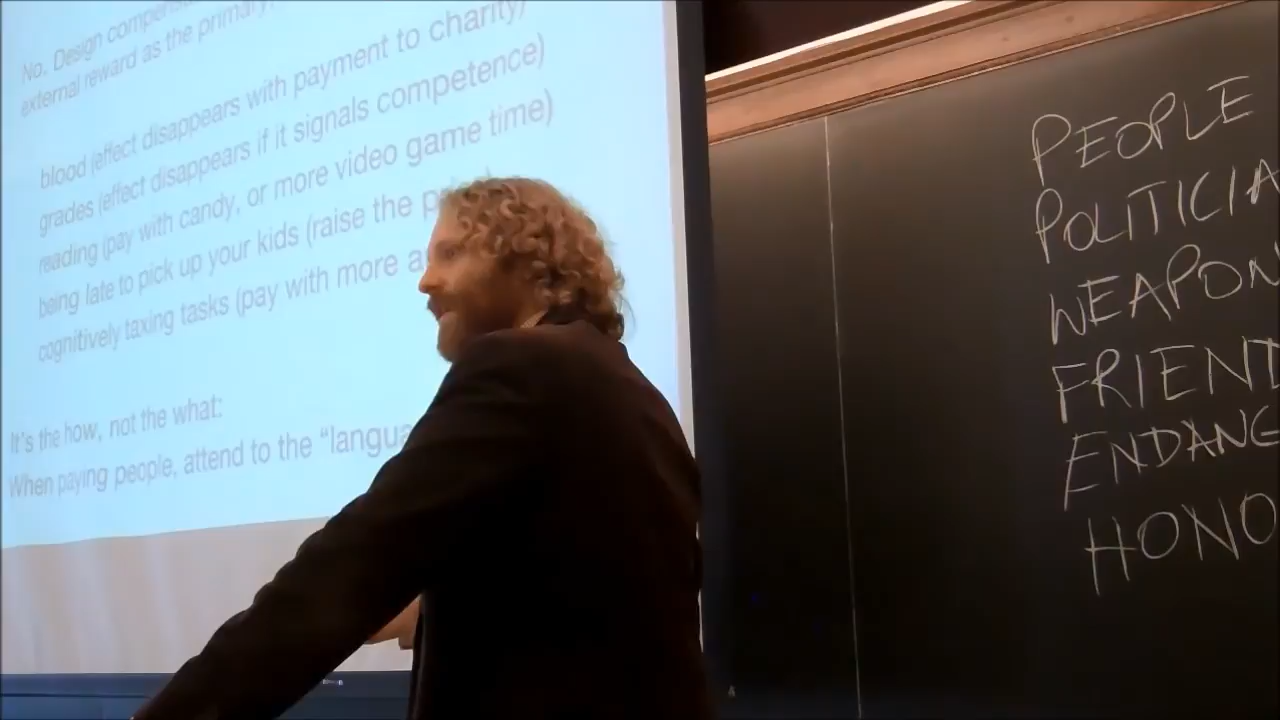 No. Design
external reward as the primary
blood (effect disappears with payment to charity)
grades (effect disappears if it signals competence)
reading (pay with candy, or more video game time)
being late to pick up your kids (raise the
cognitively taxing tasks (pay with more
It's the how, not the what:
When paying people, attend to the "langua
PEOPLE
POLITICIA
WEAPON
FRIEND
ENDANG
HONO